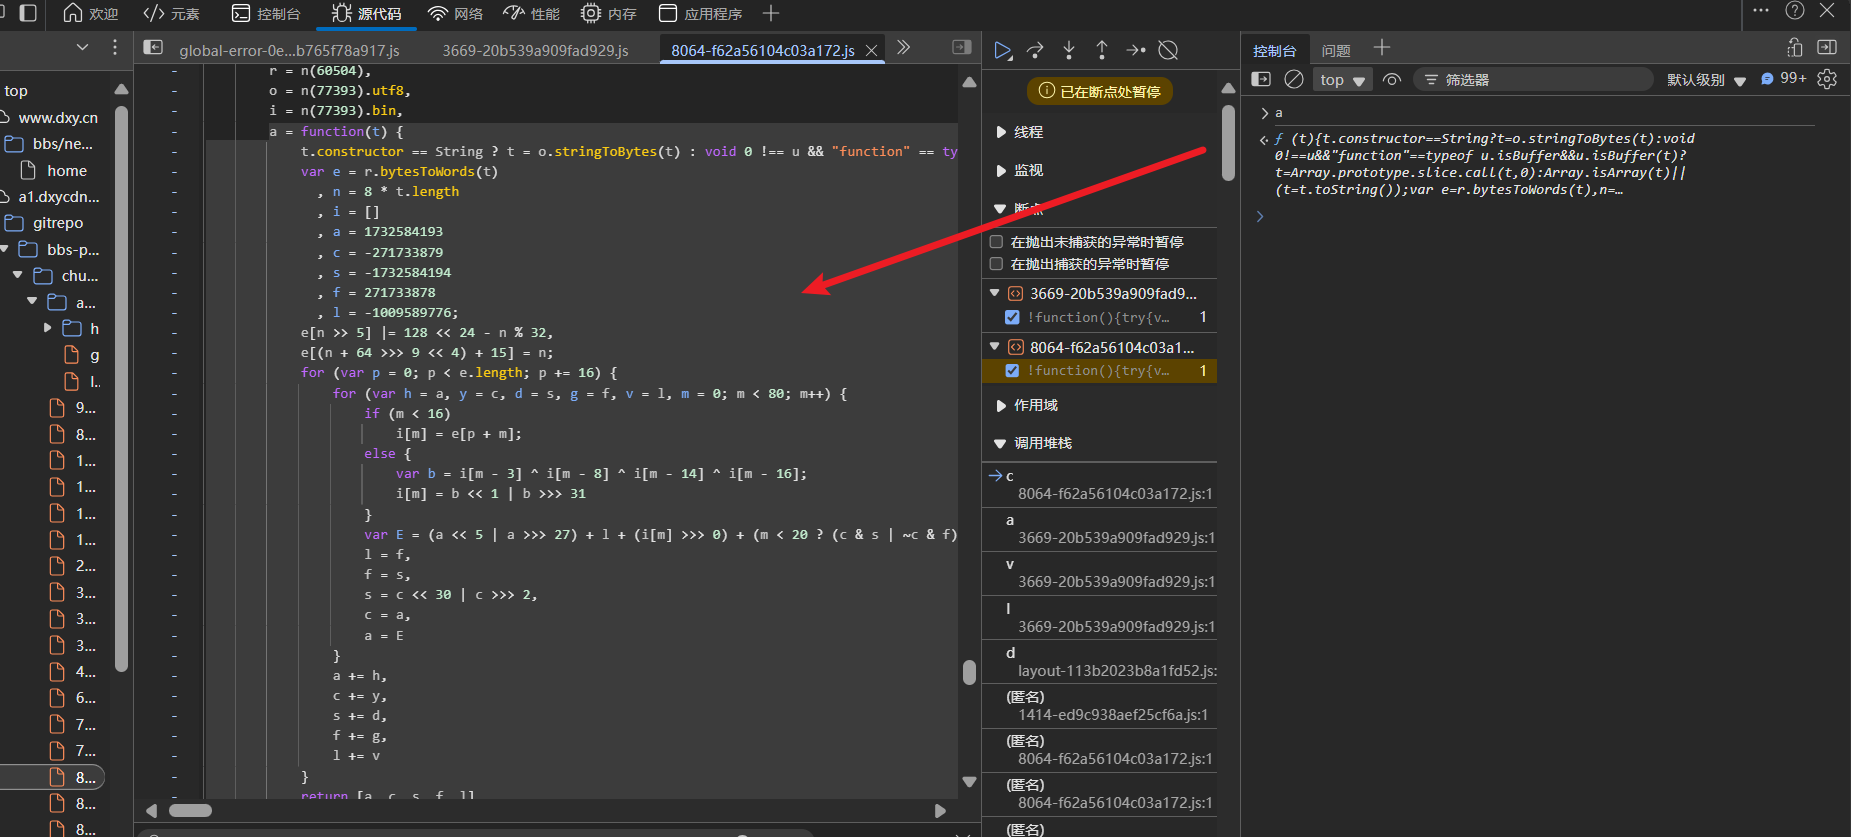 欢迎
元素
控制台
源代码
网络
性能
内存
应用程序
global-error-0e...b765f78a917.js
3669-20b539a909fad929.js
8064-f62a56104c03a172.js
top
www.dxy.cn
bbs/ne...
home
a1.dxycdn...
gitrepo
bbs-p...
chu...
a...
h
g
l.
9...
8...
1...
1...
1...
1...
2...
3...
3...
3...
4...
6...
7...
7...
8...
8...
8...
r = n(60504),
o = n(77393).utf8,
i = n(77393).bin,
a = function(t) {
t.constructor == String ? t = o.stringToBytes(t) : void 0 !== u && "function" == ty
var e = r.bytesToWords(t)
, n = 8 * t.length
, i = []
, a = 1732584193
, c = -271733879
, s = -1732584194
, f = 271733878
, l = -1009589776;
e[n >> 5] |= 128 << 24 - n % 32,
e[(n + 64 >>> 9 << 4) + 15] = n;
for (var p = 0; p < e.length; p += 16) {
for (var h = a, y = c, d = s, g = f, v = l, m = 0; m < 80; m++) {
if (m < 16)
i[m] = e[p + m];
else {
var b = i[m - 3] ^ i[m - 8] ^ i[m - 14] ^ i[m - 16];
i[m] = b << 1 | b >>> 31
}
var E = (a << 5 | a >>> 27) + l + (i[m] >>> 0) + (m < 20 ? (c & s | ~c & f)
l = f,
f = s,
s = c << 30 | c >>> 2,
c = a,
a = E
}
a += h,
c += y,
s += d,
f += g,
l += v
}
return [a, c, s, f, l]
已在断点处暂停
线程
监视
断点
在抛出未捕获的异常时暂停
在抛出捕获的异常时暂停
3669-20b539a909fad9...
!function(){try{v... 1
8064-f62a56104c03a1...
!function(){try{v... 1
作用域
调用堆栈
c
8064-f62a56104c03a172.js:1
a
3669-20b539a909fad929.js:1
v
3669-20b539a909fad929.js:1
l
3669-20b539a909fad929.js:1
d
layout-113b2023b8a1fd52.js:
(匿名)
1414-ed9c938aef25cf6a.js:1
(匿名)
8064-f62a56104c03a172.js:1
(匿名)
8064-f62a56104c03a172.js:1
(匿名)
控制台
问题
top
筛选器
默认级别
99+
a
ƒ (t){t.constructor==String?t=o.stringToBytes(t):void
0!==u&&"function"==typeof u.isBuffer&&u.isBuffer(t)?
t=Array.prototype.slice.call(t,0):Array.isArray(t)||
(t=t.toString());var e=r.bytesToWords(t),n=…